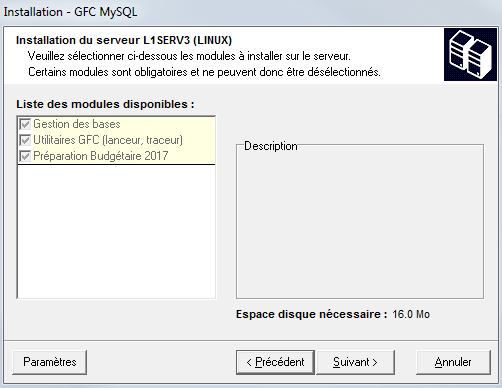 Installation - GFC MySQL
Installation du serveur L1SERV3 (LINUX)
Veuillez sélectionner ci-dessous les modules à installer sur le serveur.
Certains modules sont obligatoires et ne peuvent donc être désélectionnés.
Liste des modules disponibles :
Gestion des bases
Utilitaires GFC (lanceur, traceur)
Préparation Budgétaire 2017
Description
Espace disque nécessaire : 16.0 Mo
Paramètres
< Précédent
Suivant >
Annuler